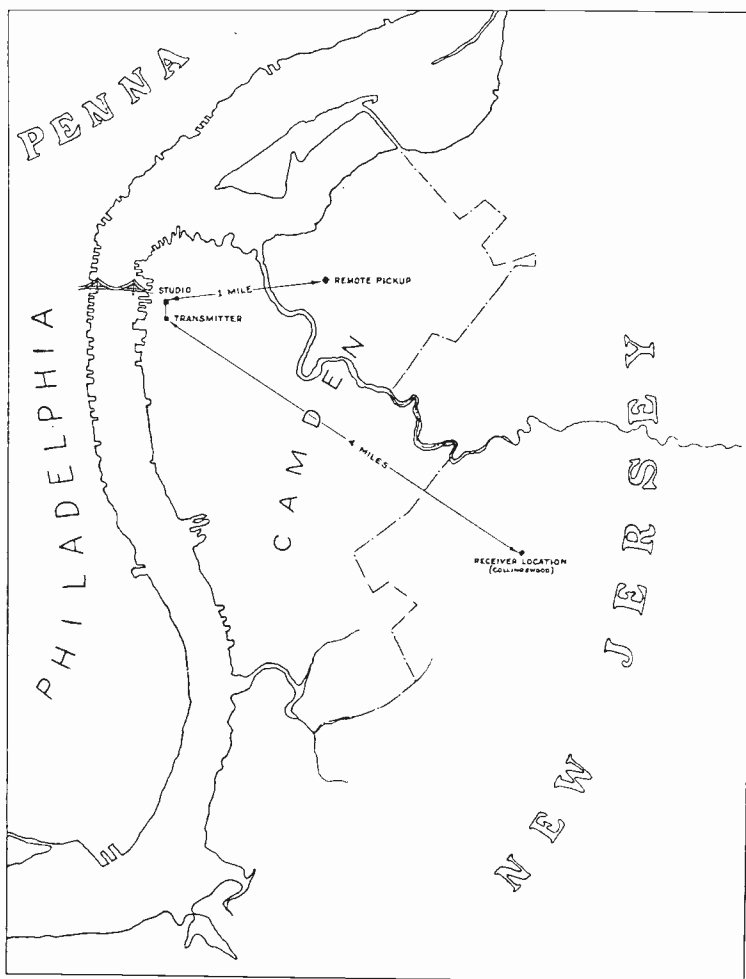 PENNA
STUDIO
1 MILE
REMOTE PICKUP
TRANSMITTER
PHILADELPHIA
CAMDEN
4 MILES
RECEIVER LOCATION
(COLLINGSWOOD)
NEW JERSEY